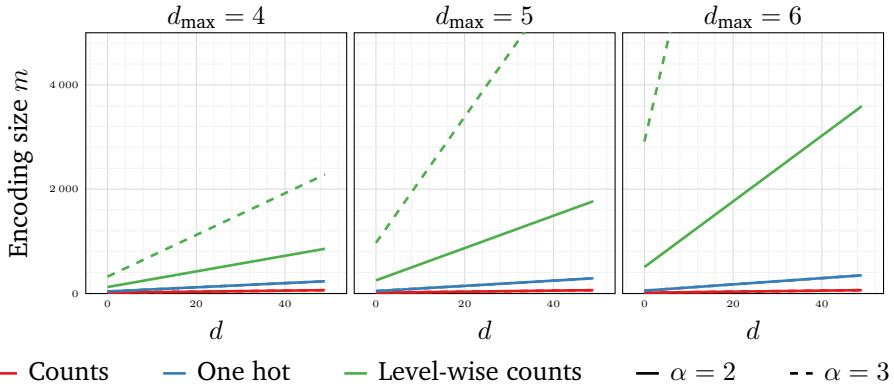 d_max = 4 d_max = 5 d_max = 6
Encoding size m
4 000
2 000
0
0 20 40 0 20 40 0 20 40
d d d
Counts One hot Level-wise counts α = 2 α = 3